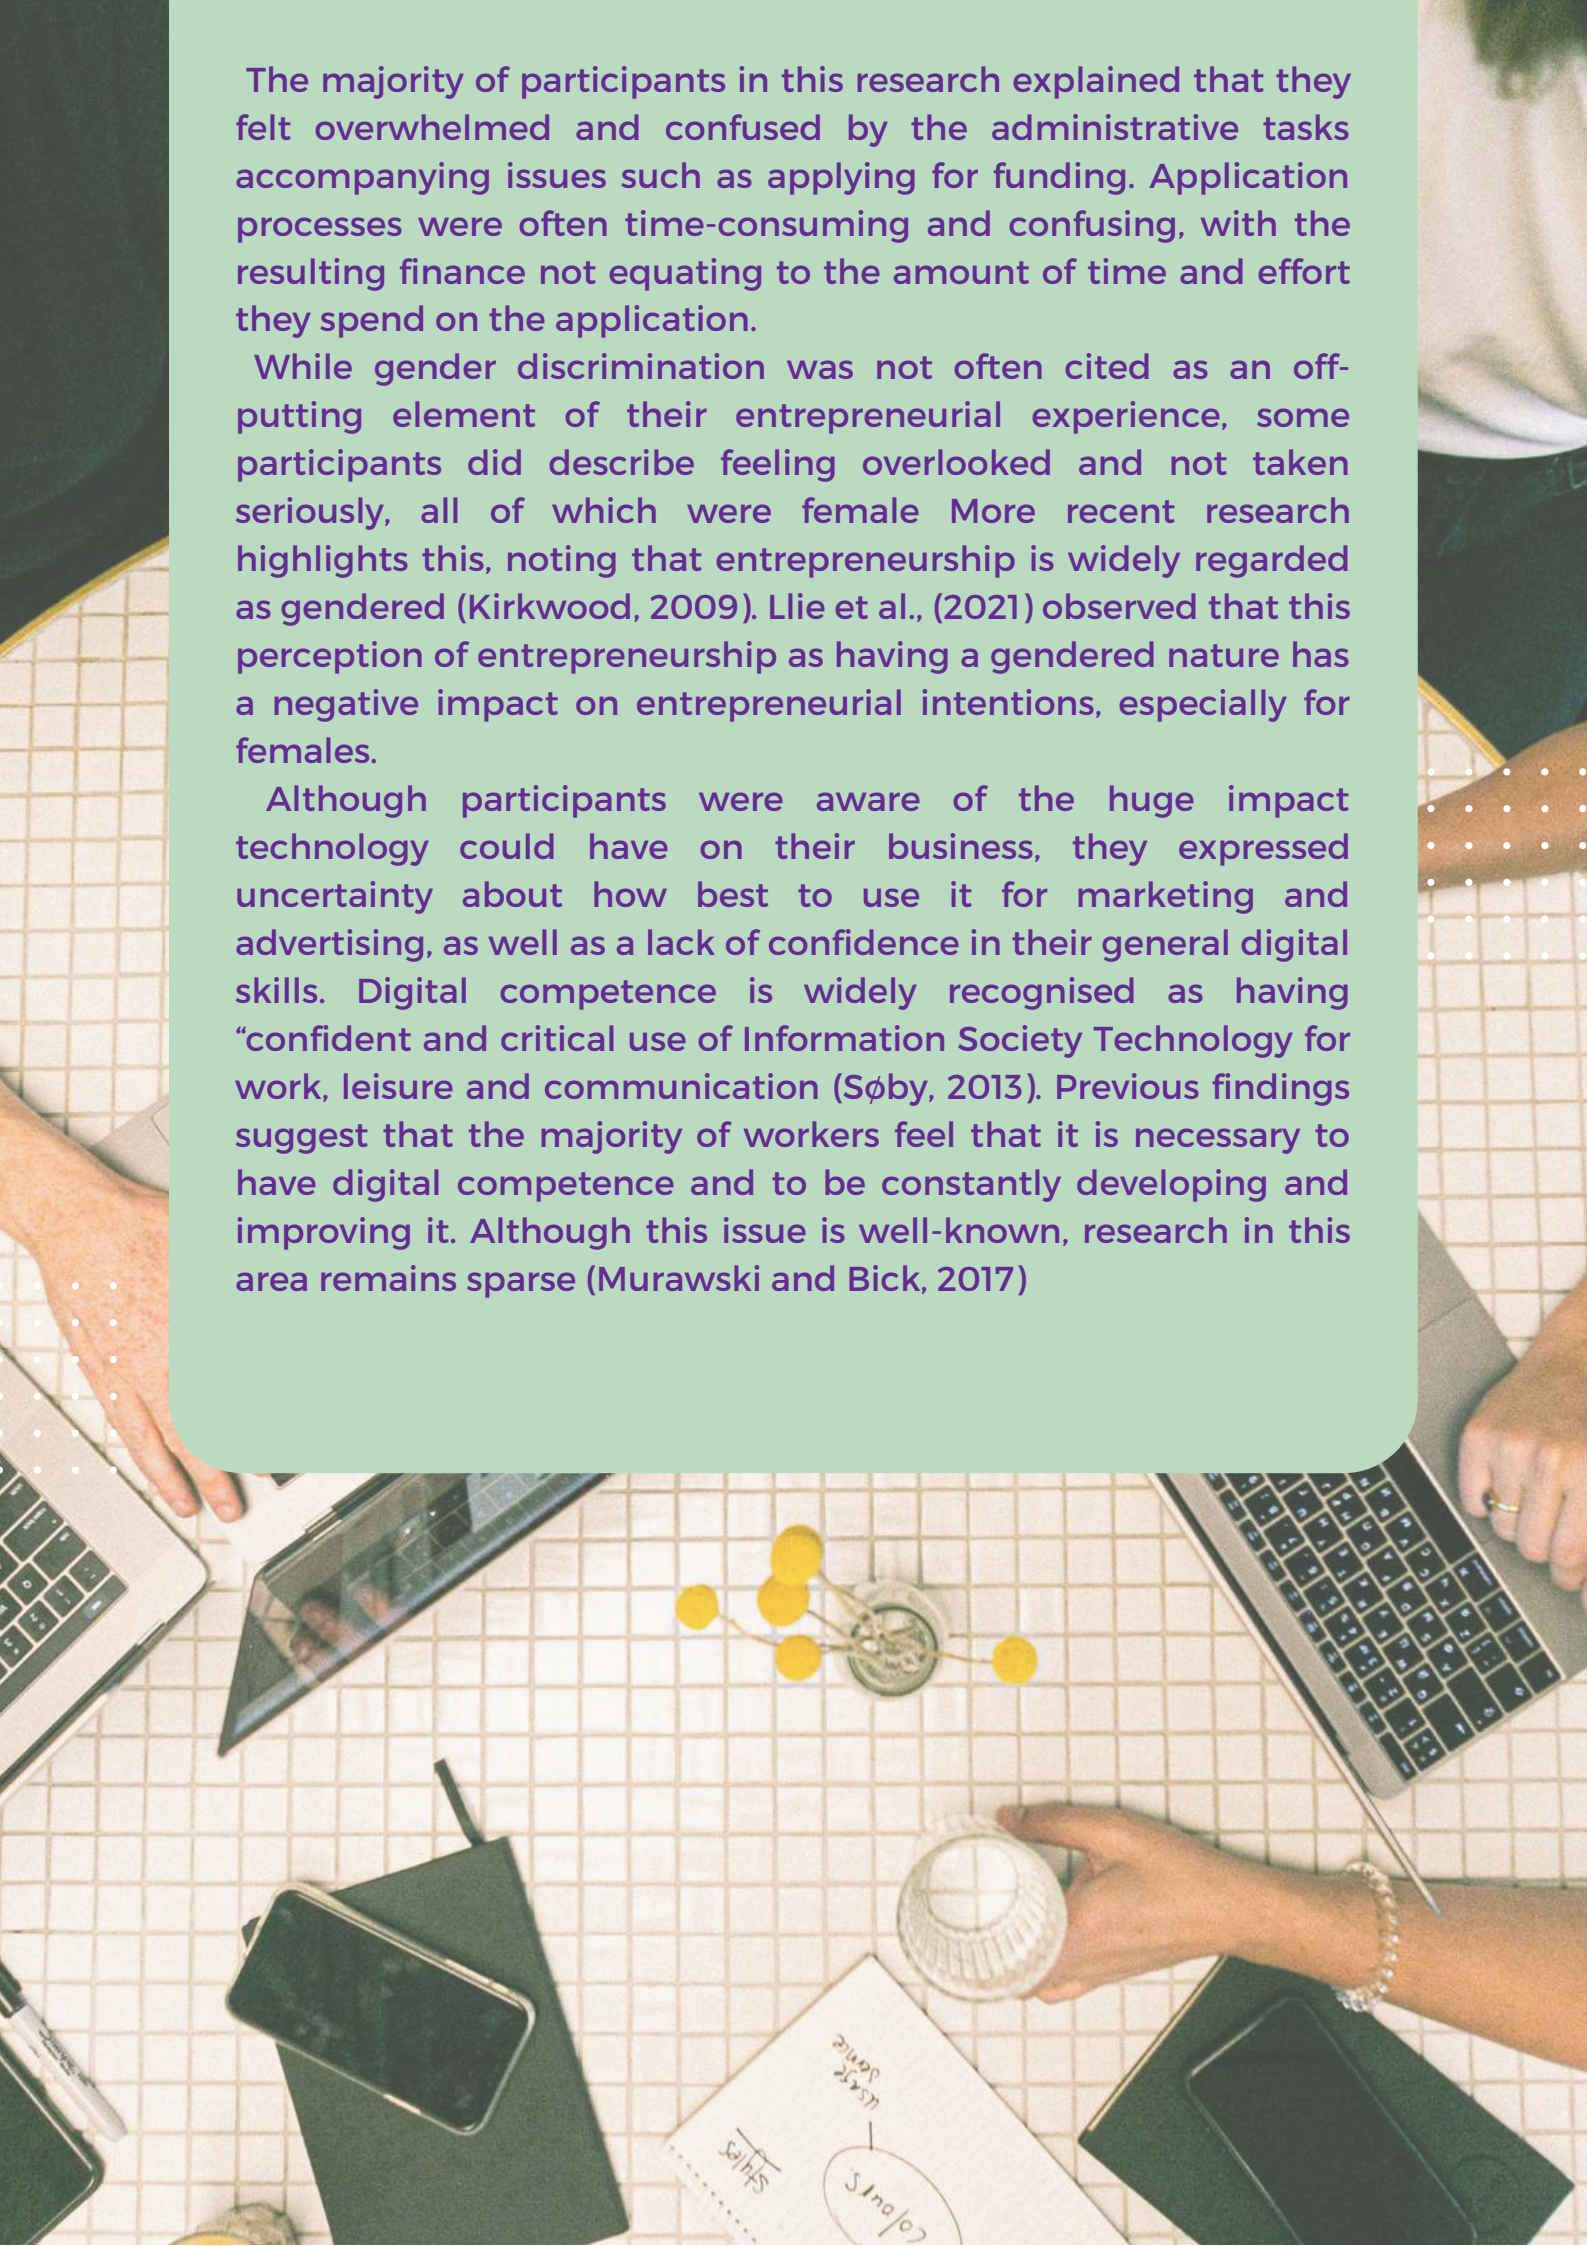 The majority of participants in this research explained that they
felt overwhelmed and confused by the administrative tasks
accompanying issues such as applying for funding. Application
processes were often time-consuming and confusing, with the
resulting finance not equating to the amount of time and effort
they spend on the application.
While gender discrimination was not often cited as an off-
putting element of their entrepreneurial experience, some
participants did describe feeling overlooked and not taken
seriously, all of which were female More recent research
highlights this, noting that entrepreneurship is widely regarded
as gendered (Kirkwood, 2009). Llie et al., (2021) observed that this
perception of entrepreneurship as having a gendered nature has
a negative impact on entrepreneurial intentions, especially for
females.
Although participants were aware of the huge impact
technology could have on their business, they expressed
uncertainty about how best to use it for marketing and
advertising, as well as a lack of confidence in their general digital
skills. Digital competence is widely recognised as having
“confident and critical use of Information Society Technology for
work, leisure and communication (Søby, 2013). Previous findings
suggest that the majority of workers feel that it is necessary to
have digital competence and to be constantly developing and
improving it. Although this issue is well-known, research in this
area remains sparse (Murawski and Bick, 2017)
usage
styles
colours